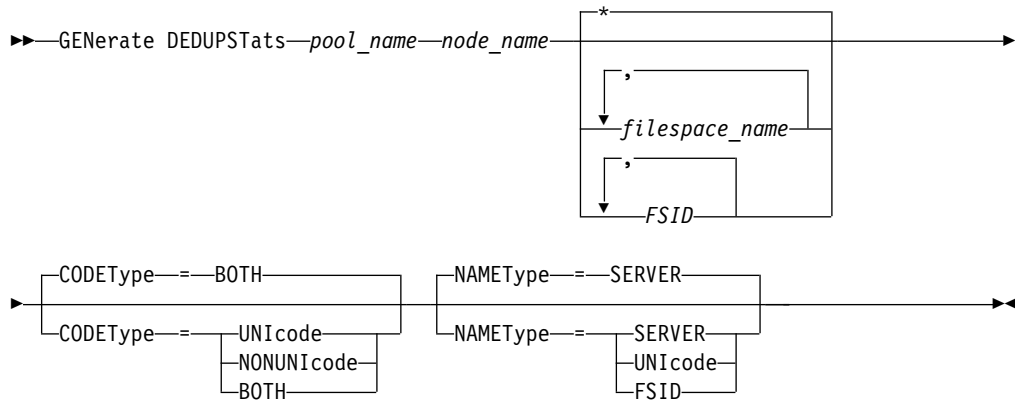 *
GENerate DEDUPSTats pool_name node_name
,
filespace_name
,
FSID
CODEType = BOTH NAMEType = SERVER
CODEType = UNIcode NAMEType = SERVER
NONUNIcode UNIcode
BOTH FSID